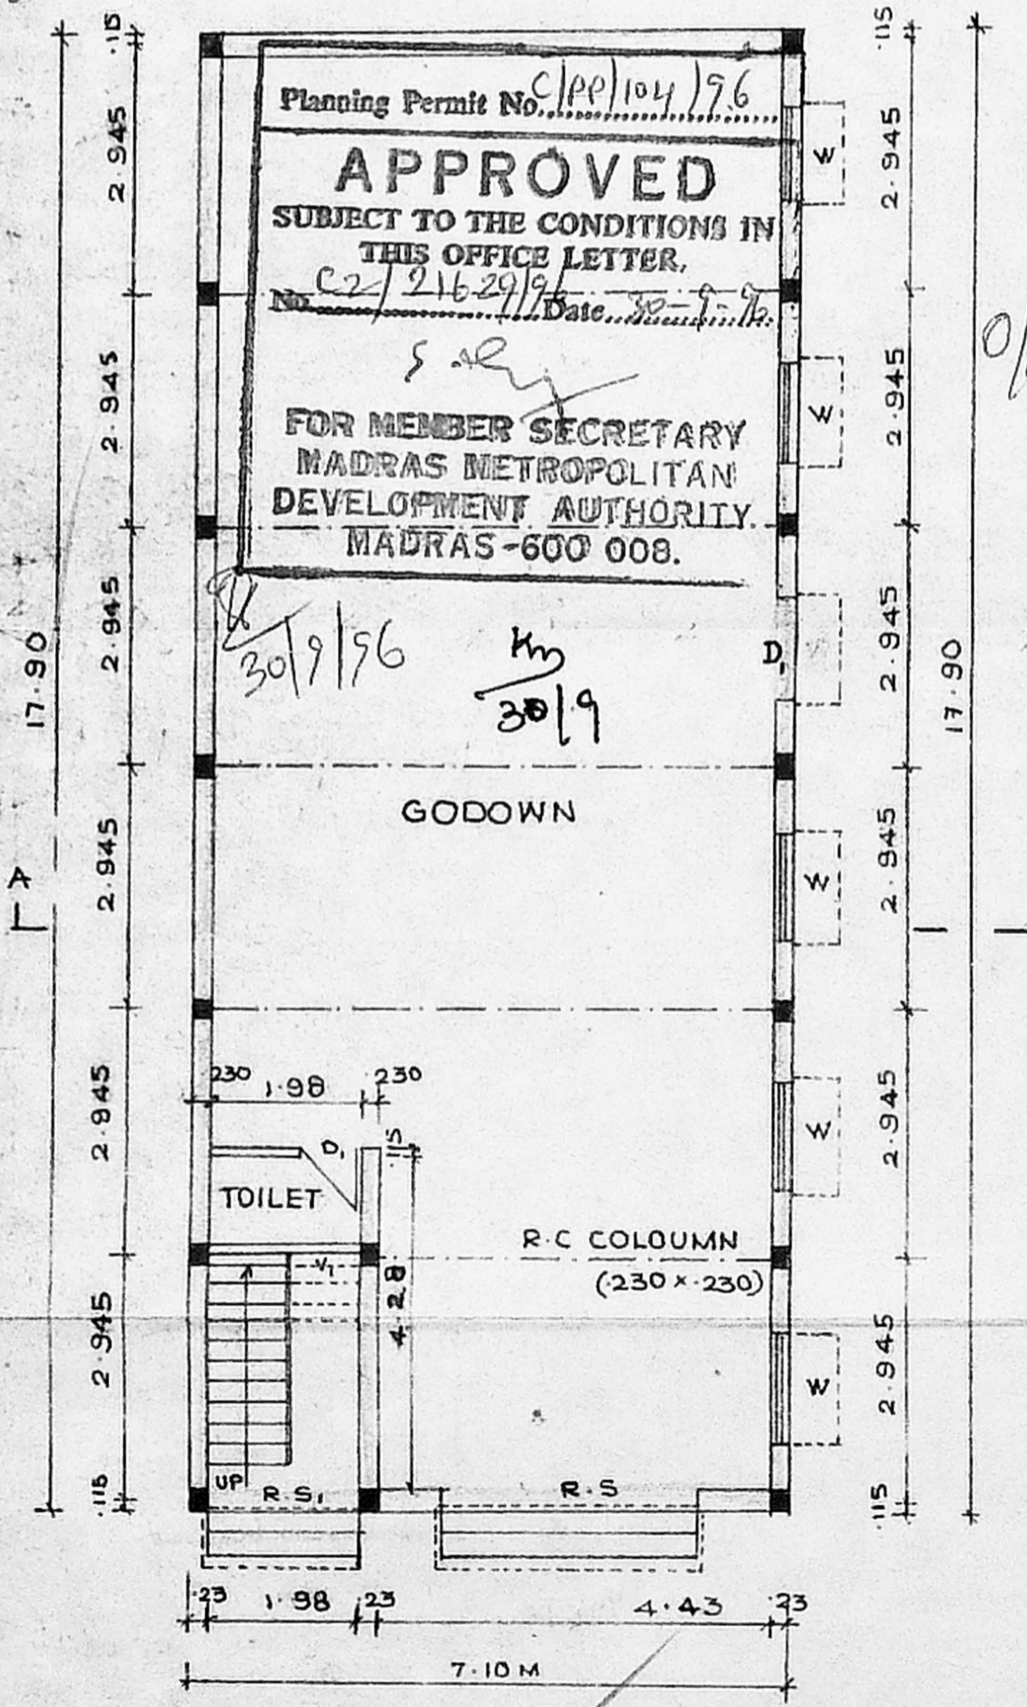 .115
.115
Planning Permit No. C/PP/104/96
2.945
W
2.945
APPROVED
SUBJECT TO THE CONDITIONS IN
THIS OFFICE LETTER.
No C2/21629/96 Date 30-9-96
2.945
W
2.945
FOR MEMBER SECRETARY
MADRAS METROPOLITAN
DEVELOPMENT AUTHORITY.
MADRAS-600 008.
17.90
2.945
30/9/96
30/9
D1
2.945
17.90
GODOWN
A
2.945
W
2.945
230 1.98 230
2.945
D1
.115
W
2.945
TOILET
R.C COLOUMN
(.230 x .230)
V1
4.28
2.945
W
2.945
UP
R.S1
R.S
.115
.115
.23 1.98 .23 4.43 .23
7.10 M